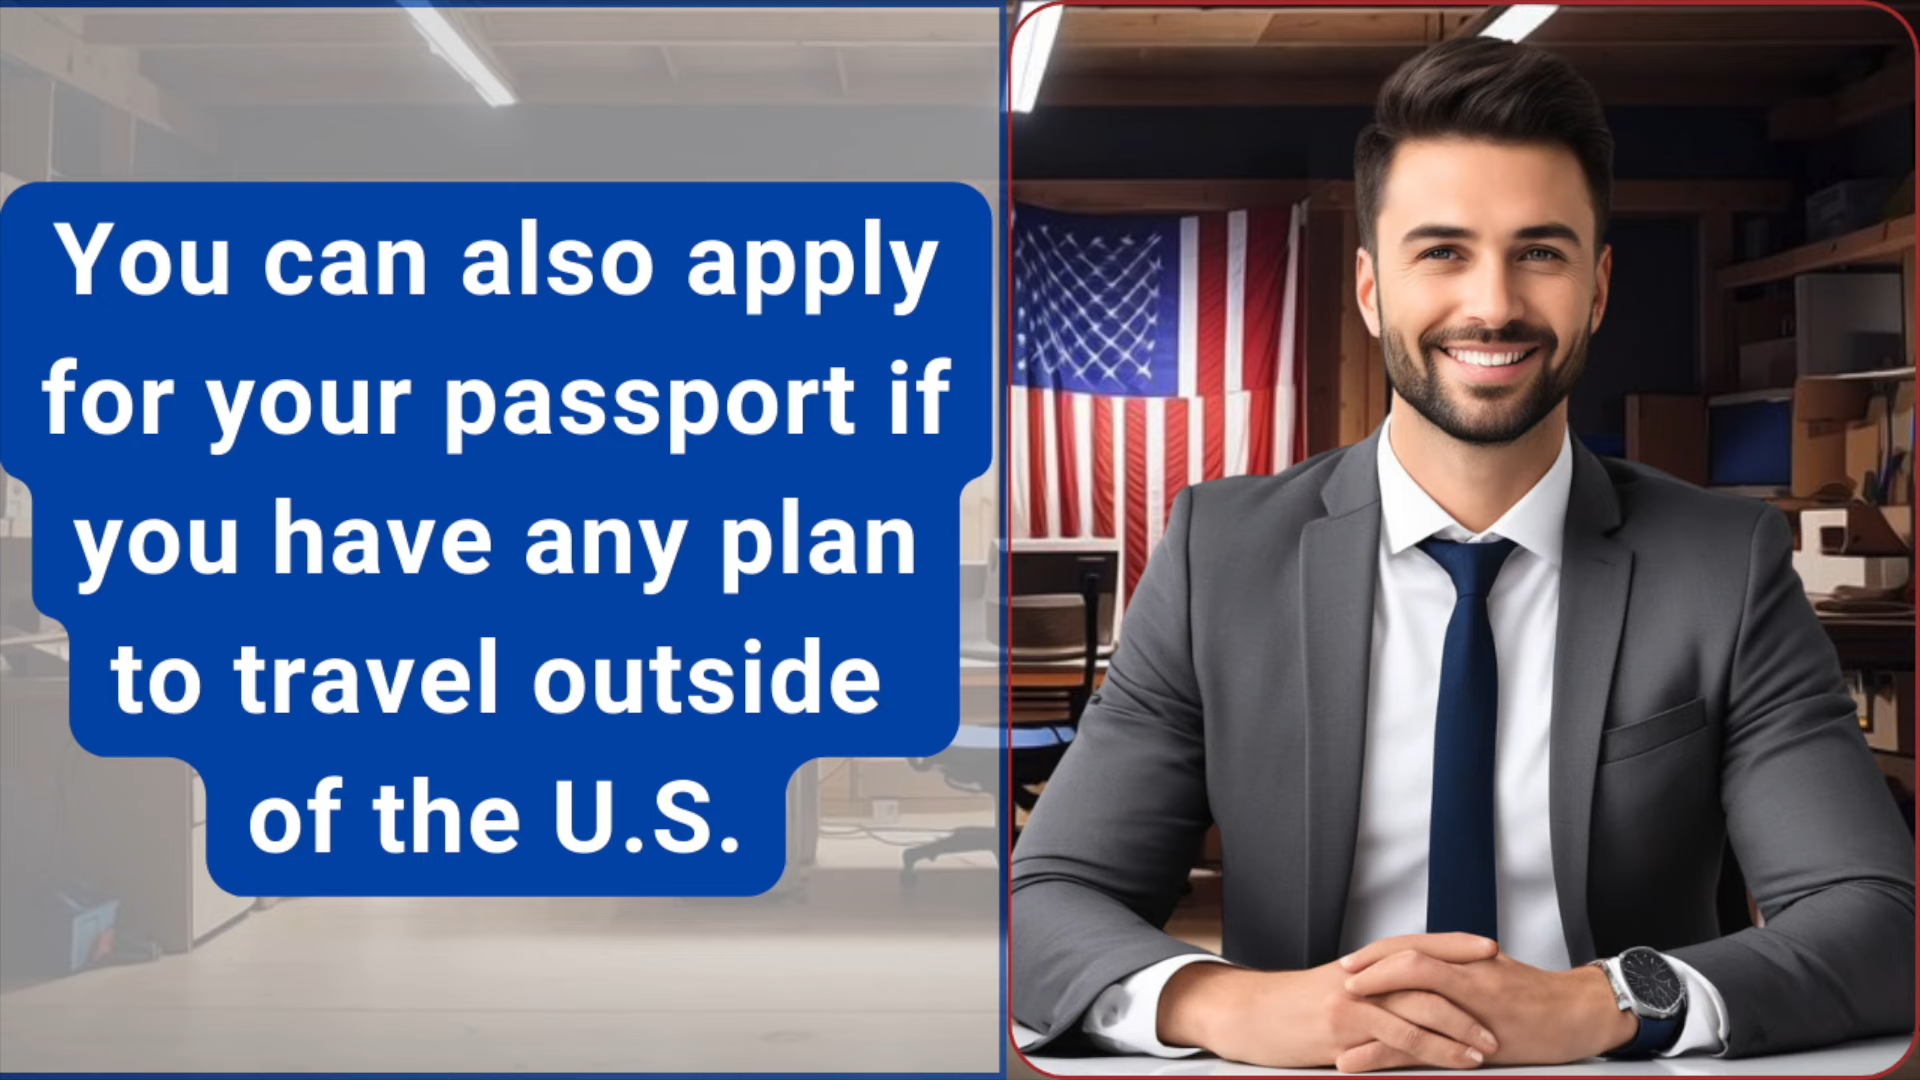 You can also apply
for your passport if
you have any plan
to travel outside
of the U.S.